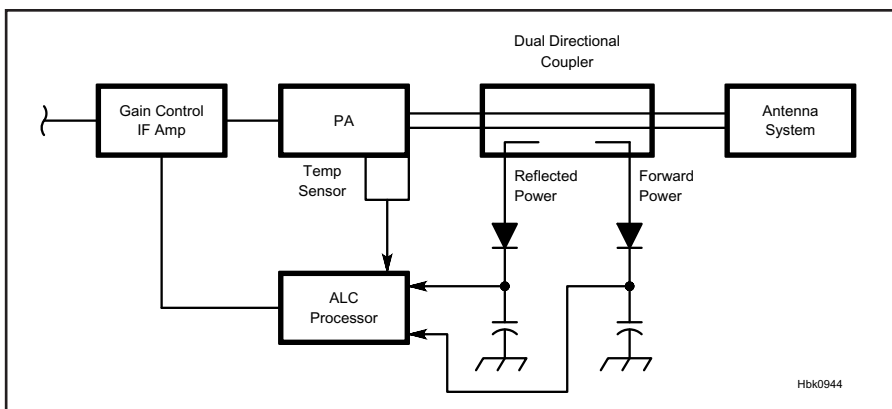 Dual Directional
Coupler
Gain Control
IF Amp
PA
Antenna
System
Temp
Sensor
Reflected
Power
Forward
Power
ALC
Processor
Hbk0944